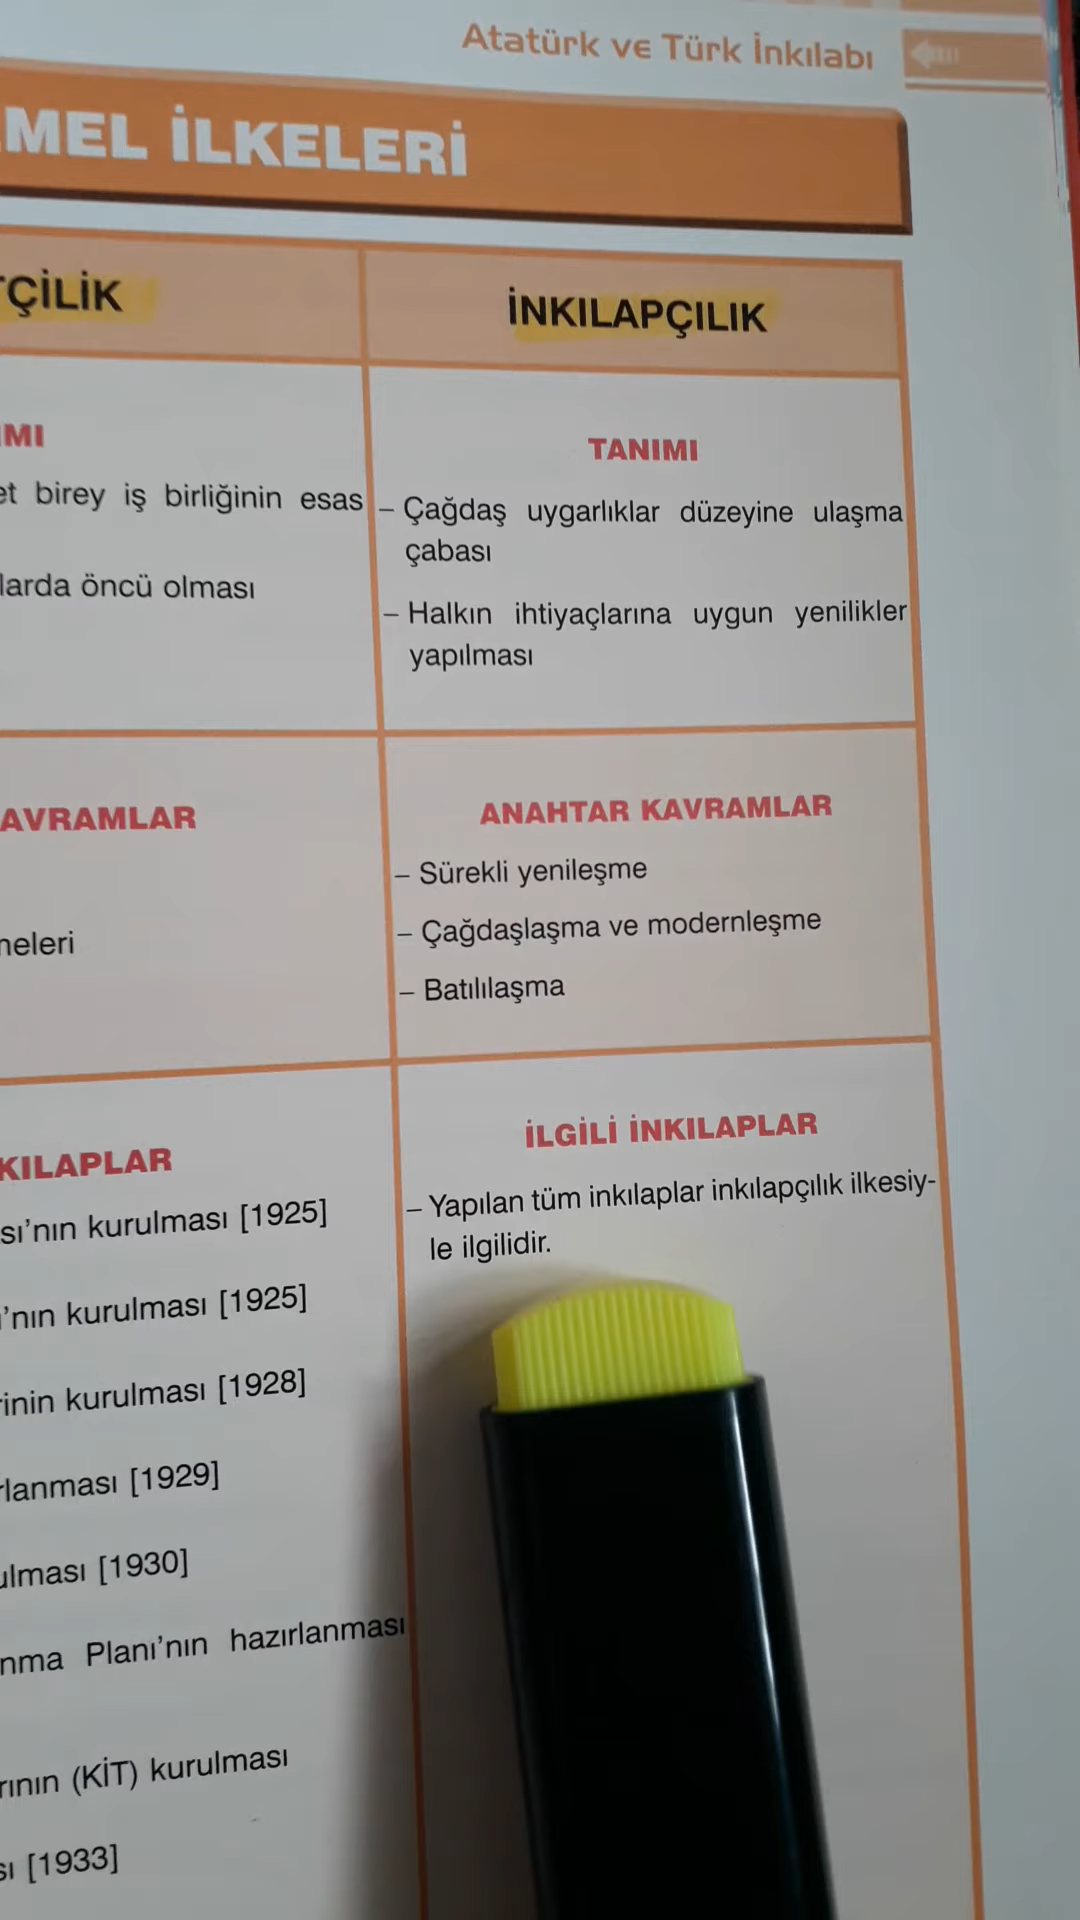 Atatürk ve Türk İnkılabı
MEL İLKELERİ
ÇİLİK
İNKILAPÇILIK
MI
et birey iş birliğinin esas
larda öncü olması
TANIMI
– Çağdaş uygarlıklar düzeyine ulaşma
çabası
– Halkın ihtiyaçlarına uygun yenilikler
yapılması
AVRAMLAR
neleri
ANAHTAR KAVRAMLAR
– Sürekli yenileşme
– Çağdaşlaşma ve modernleşme
– Batılılaşma
KILAPLAR
sı'nın kurulması [1925]
'nın kurulması [1925]
rinin kurulması [1928]
rlanması [1929]
ulması [1930]
nma Planı'nın hazırlanması
rının (KİT) kurulması
sı [1933]
İLGİLİ İNKILAPLAR
– Yapılan tüm inkılaplar inkılapçılık ilkesiy-
le ilgilidir.